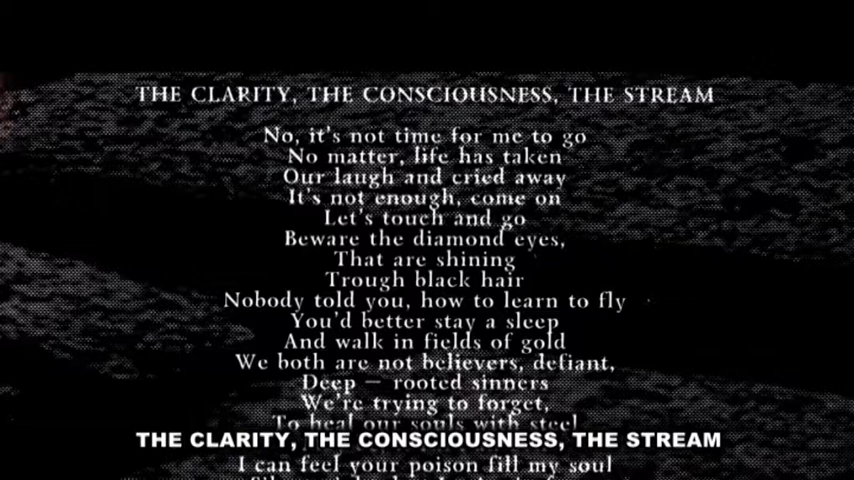 THE CLARITY, THE CONSCIOUSNESS, THE STREAM
No, it's not time for me to go
No matter, life has taken
Our laugh and cried away
It's not enough, come on
Let's touch and go
Beware the diamond eyes,
That are shining
Trough black hair
Nobody told you, how to learn to fly
You'd better stay a sleep
And walk in fields of gold
We both are not believers, defiant,
Deep – rooted sinners
We're trying to forget,
To heal our souls with steel
THE CLARITY, THE CONSCIOUSNESS, THE STREAM
I can feel your poison fill my soul